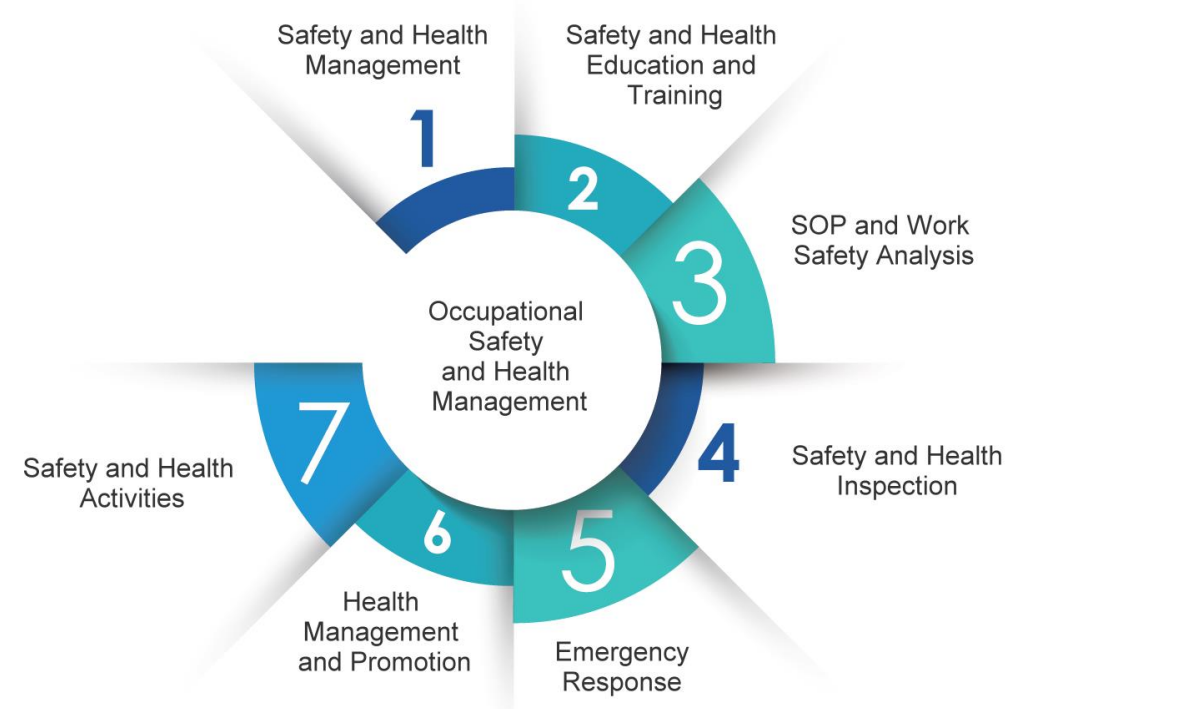 Safety and Health
Management
1
Safety and Health
Education and
Training
2
SOP and Work
Safety Analysis
3
Safety and Health
Inspection
4
Emergency
Response
5
Health
Management
and Promotion
6
Safety and Health
Activities
7
Occupational
Safety
and Health
Management